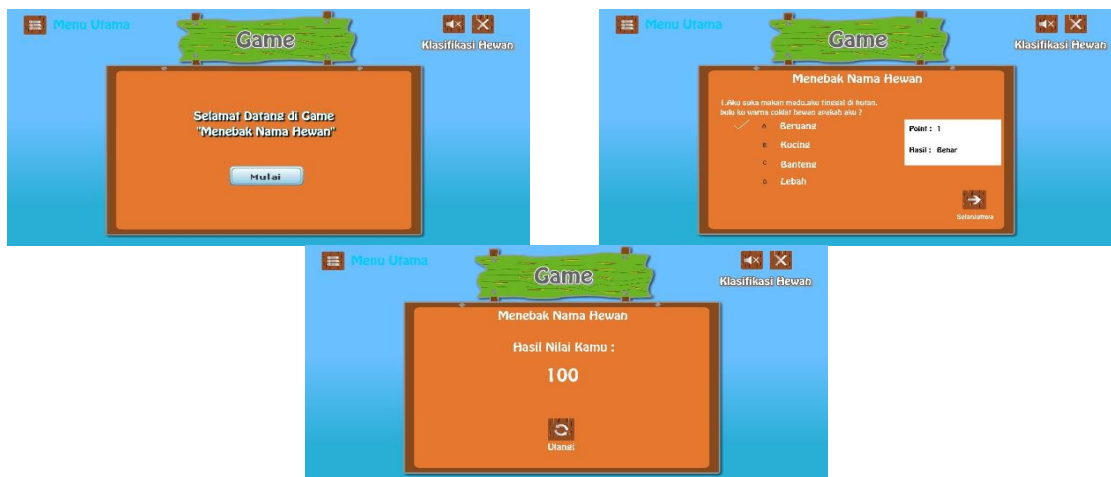 Menu Utama
Game
Klasifikasi Hewan
Selamat Datang di Game
"Menebak Nama Hewan"
Mulai
Menu Utama
Game
Klasifikasi Hewan
Menebak Nama Hewan
1.Aku suka makan madu,aku tinggal di hutan.
bulu ku warna coklat hewan apakah aku ?
A Beruang
B Kucing
C Banteng
D Lebah
Point : 1
Hasil : Benar
Selanjutnya
Menu Utama
Game
Klasifikasi Hewan
Menebak Nama Hewan
Hasil Nilai Kamu :
100
Ulangi